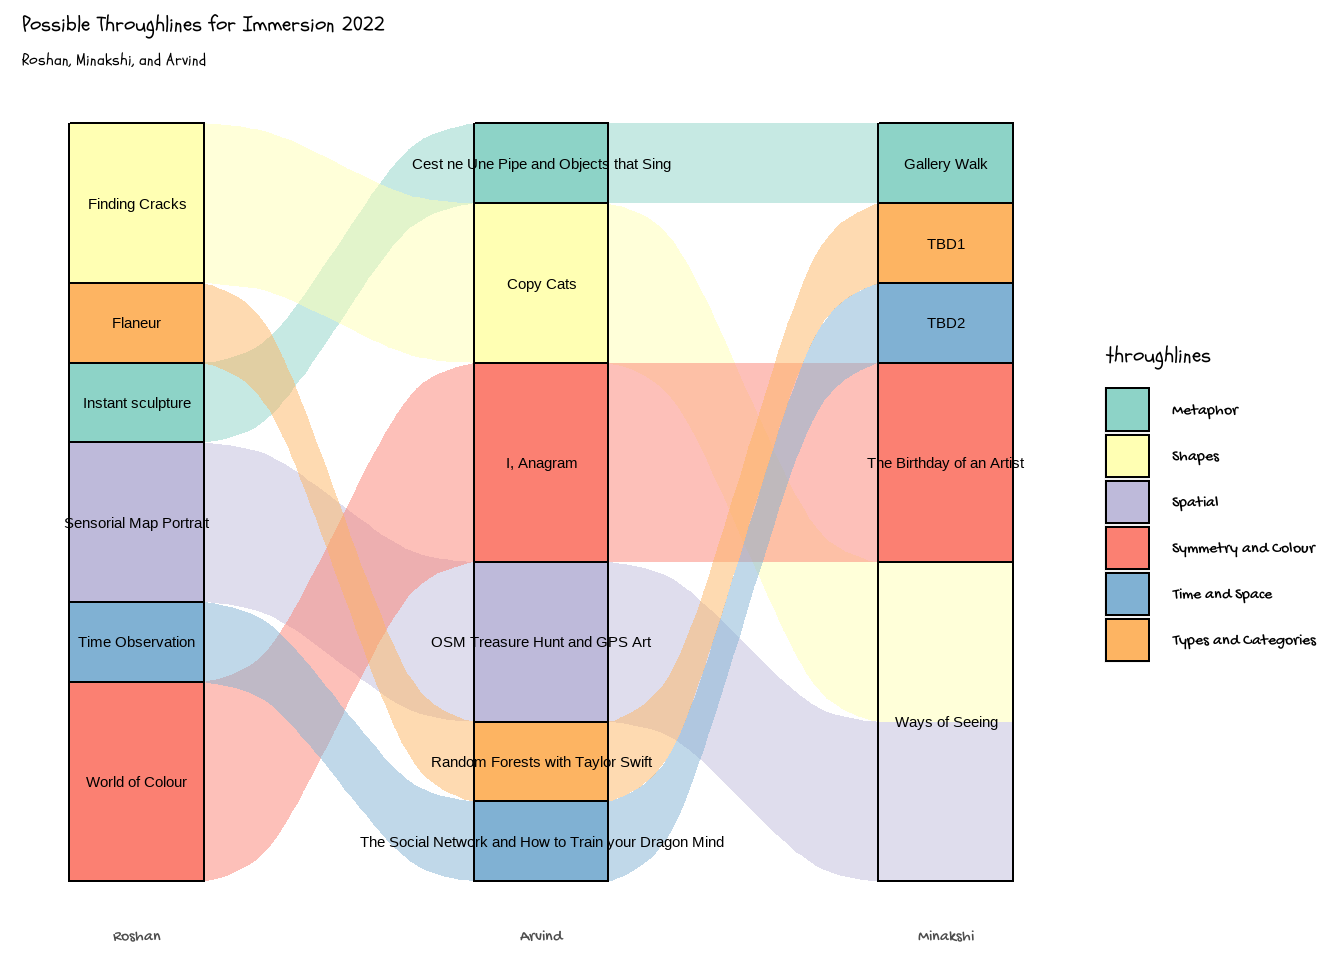 Possible Throughlines for Immersion 2022
Roshan, Minakshi, and Arvind
Finding Cracks
Flaneur
Instant sculpture
Sensorial Map Portrait
Time Observation
World of Colour
Cest ne Une Pipe and Objects that Sing
Copy Cats
I, Anagram
OSM Treasure Hunt and GPS Art
Random Forests with Taylor Swift
The Social Network and How to Train your Dragon Mind
Gallery Walk
TBD1
TBD2
The Birthday of an Artist
Ways of Seeing
throughlines
Metaphor
Shapes
Spatial
Symmetry and Colour
Time and Space
Types and Categories
Roshan
Arvind
Minakshi